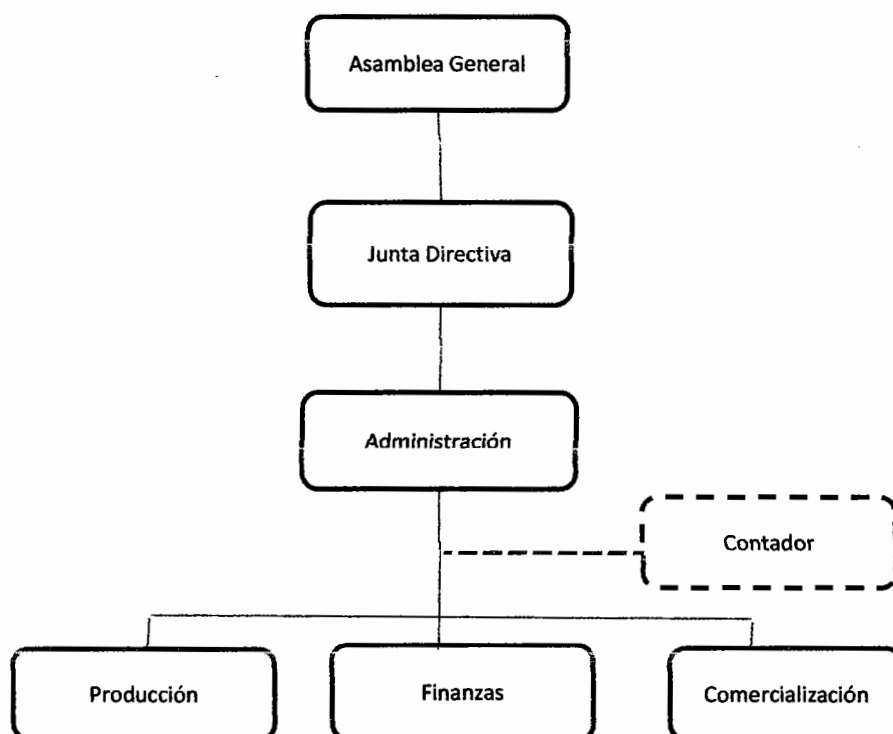 Asamblea General
Junta Directiva
Administración
Contador
Producción
Finanzas
Comercialización